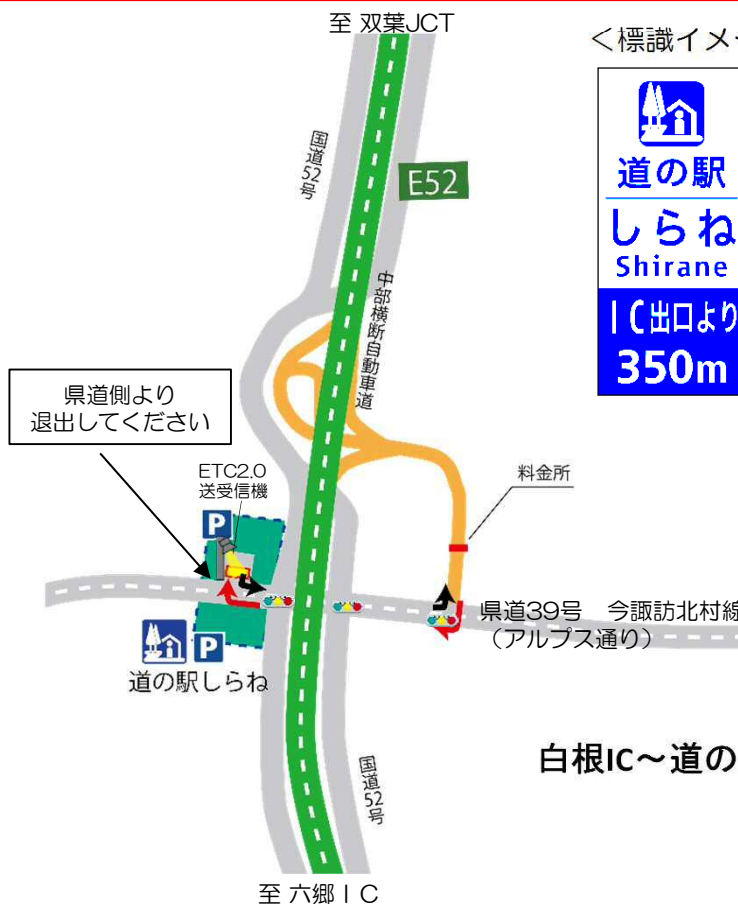 至 双葉JCT
＜標識イメー
国道52号
E52
道の駅
しらね
Shirane
IC出口より
350m
中部横断自動車道
県道側より
退出してください
ETC2.0
送受信機
P
料金所
県道39号　今諏訪北村線
（アルプス通り）
P
道の駅しらね
白根IC～道の
国道52号
至 六郷ＩＣ